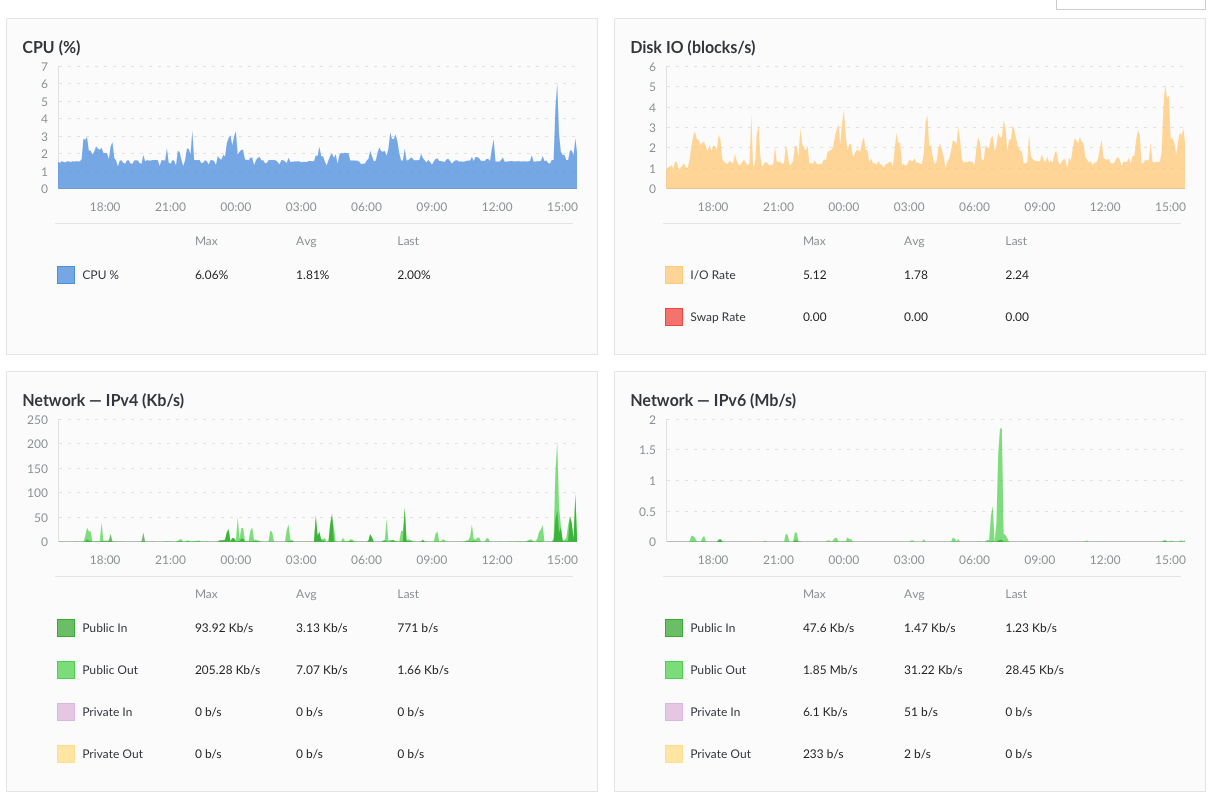 CPU (%)
7
6
5
4
3
2
1
0
18:00 21:00 00:00 03:00 06:00 09:00 12:00 15:00
Max Avg Last
CPU % 6.06% 1.81% 2.00%
Disk IO (blocks/s)
6
5
4
3
2
1
0
18:00 21:00 00:00 03:00 06:00 09:00 12:00 15:00
Max Avg Last
I/O Rate 5.12 1.78 2.24
Swap Rate 0.00 0.00 0.00
Network — IPv4 (Kb/s)
250
200
150
100
50
0
18:00 21:00 00:00 03:00 06:00 09:00 12:00 15:00
Max Avg Last
Public In 93.92 Kb/s 3.13 Kb/s 771 b/s
Public Out 205.28 Kb/s 7.07 Kb/s 1.66 Kb/s
Private In 0 b/s 0 b/s 0 b/s
Private Out 0 b/s 0 b/s 0 b/s
Network — IPv6 (Mb/s)
2
1.5
1
0.5
0
18:00 21:00 00:00 03:00 06:00 09:00 12:00 15:00
Max Avg Last
Public In 47.6 Kb/s 1.47 Kb/s 1.23 Kb/s
Public Out 1.85 Mb/s 31.22 Kb/s 28.45 Kb/s
Private In 6.1 Kb/s 51 b/s 0 b/s
Private Out 233 b/s 2 b/s 0 b/s